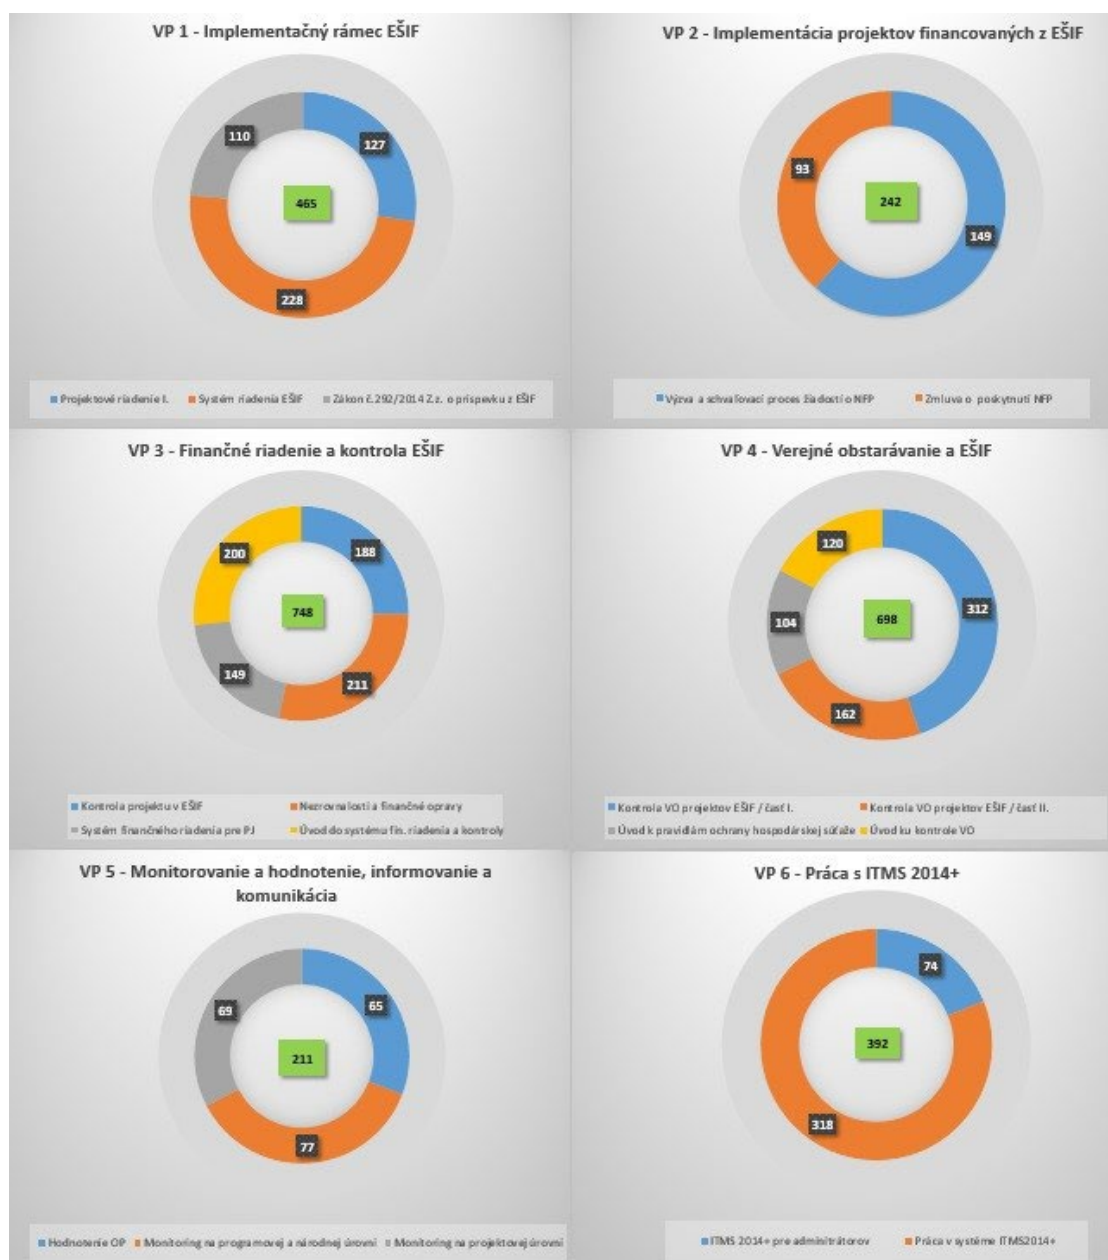 VP 1 - Implementačný rámec EŠIF
110
127
465
228
Projektové riadenie I.
Systém riadenia EŠIF
Zákon č.292/2014 Z.z. o príspevku z EŠIF
VP 2 - Implementácia projektov financovaných z EŠIF
93
242
149
Výzva a schvaľovací proces žiadostí o NFP
Zmluva o poskytnutí NFP
VP 3 - Finančné riadenie a kontrola EŠIF
200
188
748
149
211
Kontrola projektu v EŠIF
Nezrovnalosti a finančné opravy
Systém finančného riadenia pre PJ
Úvod do systému fin. riadenia a kontroly
VP 4 - Verejné obstarávanie a EŠIF
120
312
104
698
162
Kontrola VO projektov EŠIF / časť I.
Kontrola VO projektov EŠIF / časť II.
Úvod k pravidlám ochrany hospodárskej súťaže
Úvod ku kontrole VO
VP 5 - Monitorovanie a hodnotenie, informovanie a
komunikácia
69
65
211
77
Hodnotenie OP
Monitoring na programovej a národnej úrovni
Monitoring na projektovej úrovni
VP 6 - Práca s ITMS 2014+
74
392
318
ITMS 2014+ pre adminitrátorov
Práca v systéme ITMS2014+